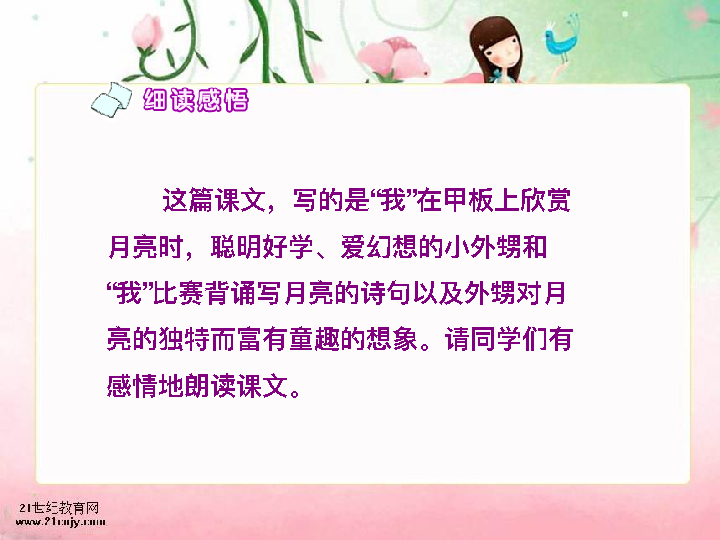 细读感悟
这篇课文，写的是“我”在甲板上欣赏
月亮时，聪明好学、爱幻想的小外甥和
“我”比赛背诵写月亮的诗句以及外甥对月
亮的独特而富有童趣的想象。请同学们有
感情地朗读课文。
21世纪教育网
www.21cnjy.com